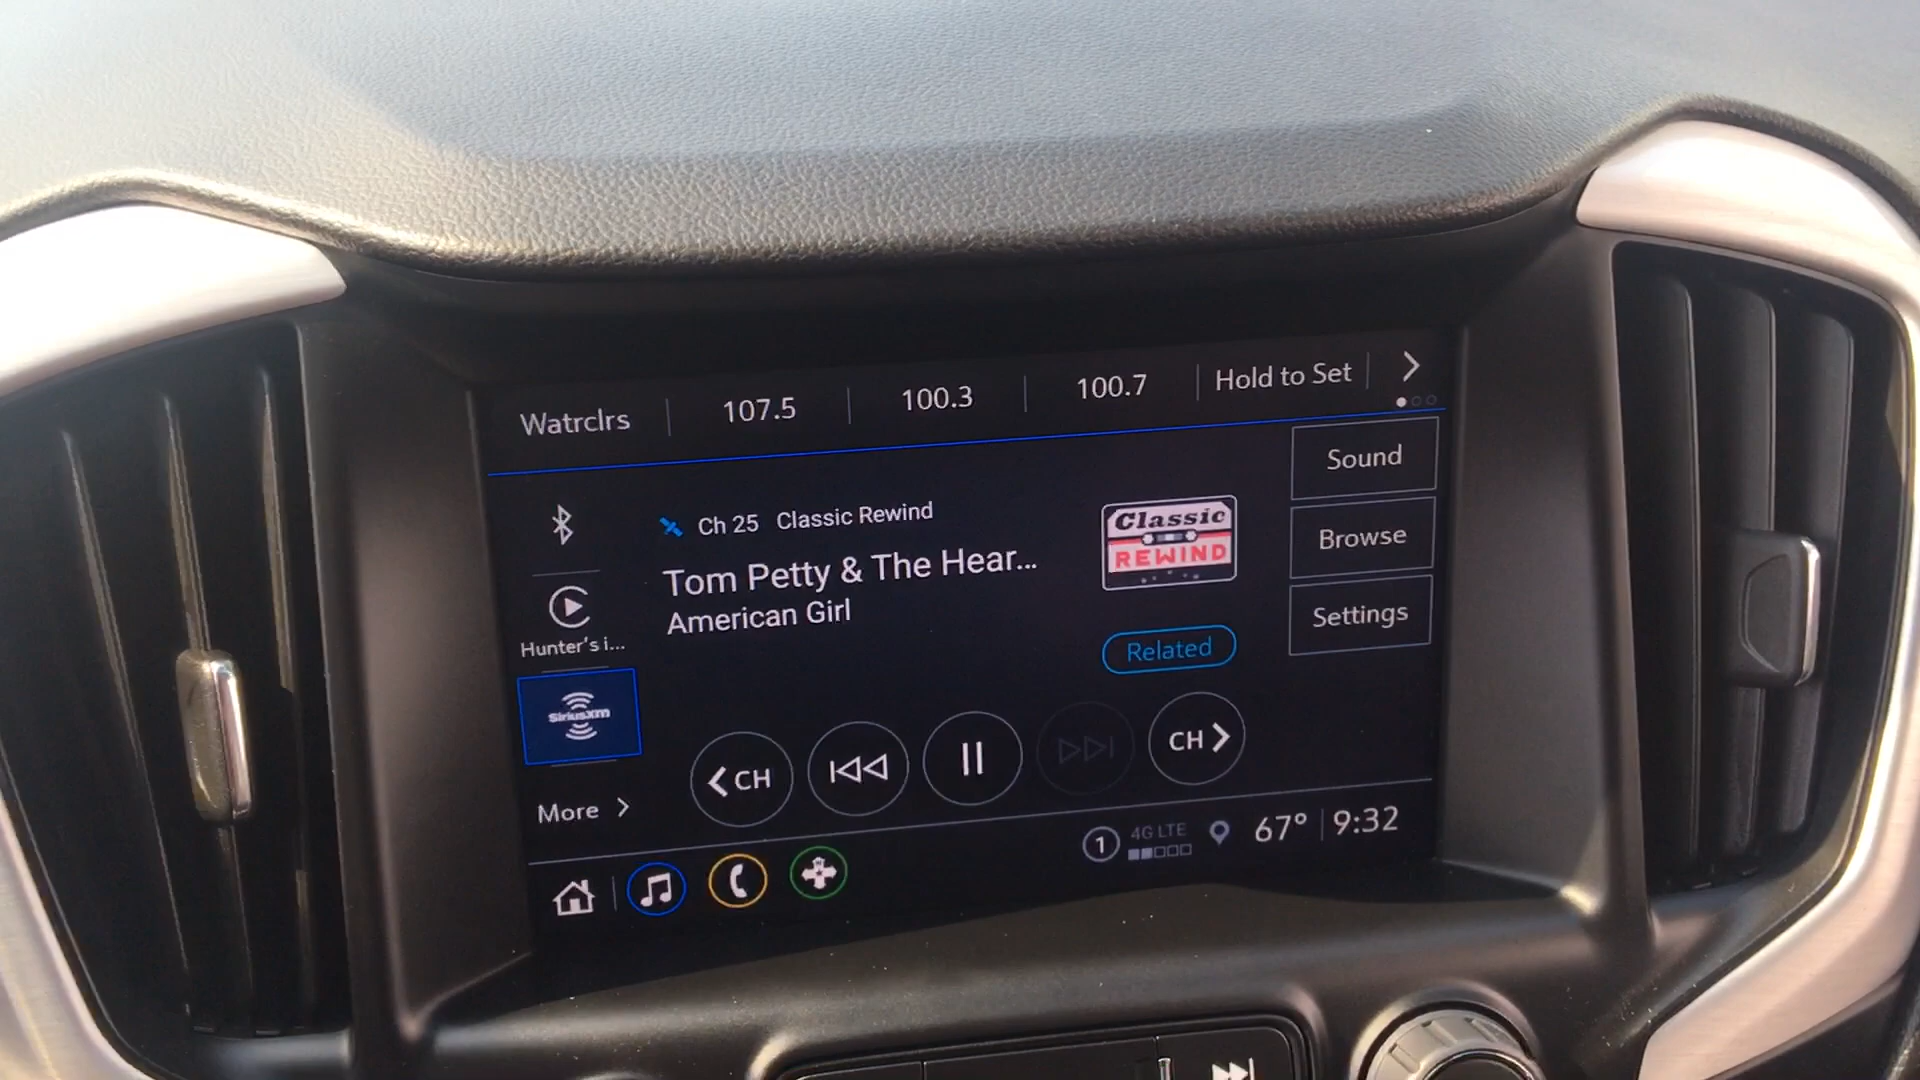 Watrclrs 107.5 100.3 100.7 Hold to Set
Ch 25 Classic Rewind
Tom Petty & The Hear...
American Girl
Classic
REWIND
Related
Sound
Browse
Settings
Hunter's i...
SiriusXm
More
CH
CH
1 4G LTE 67° 9:32